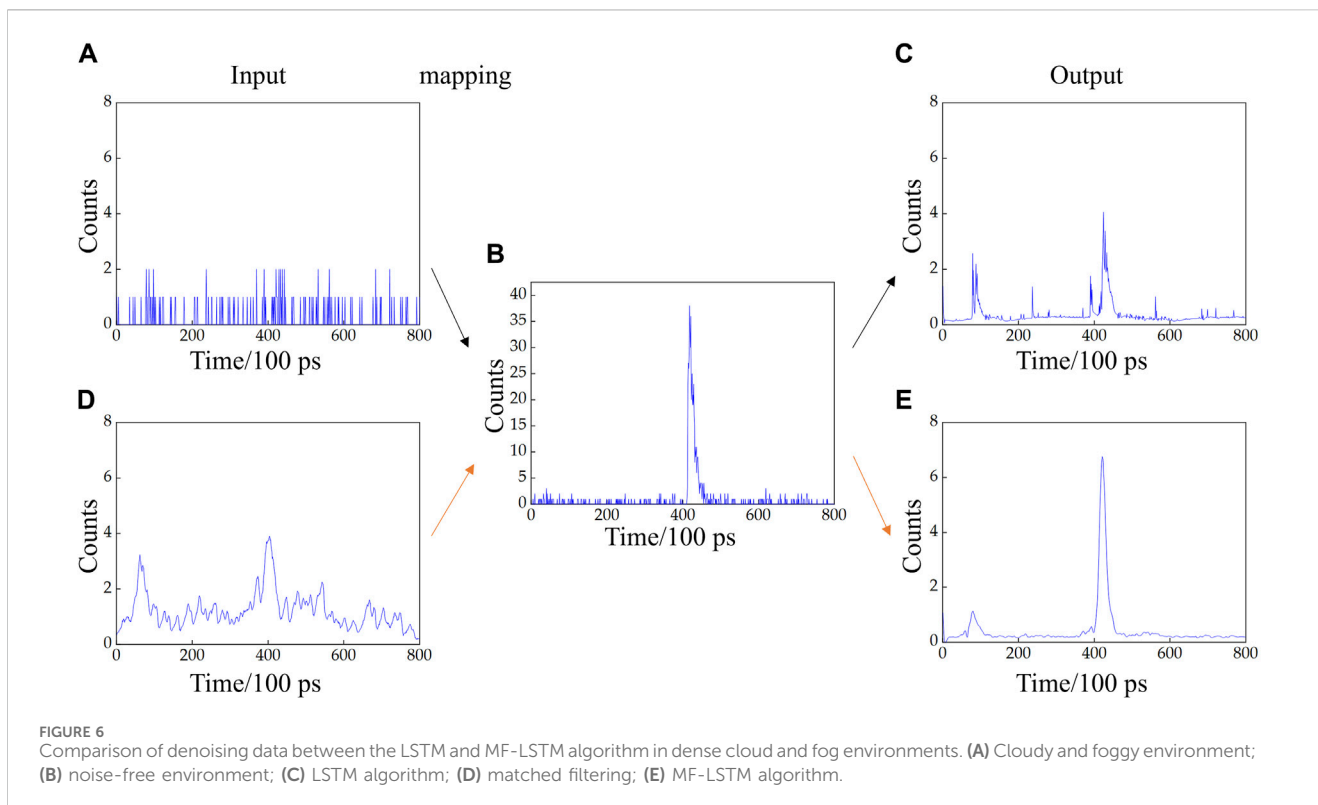 A
Input
mapping
8
6
4
2
0
Counts
0 200 400 600 800
Time/100 ps
C
Output
8
6
4
2
0
Counts
0 200 400 600 800
Time/100 ps
B
40
35
30
25
20
15
10
5
0
Counts
0 200 400 600 800
Time/100 ps
D
8
6
4
2
0
Counts
0 200 400 600 800
Time/100 ps
E
8
6
4
2
0
Counts
0 200 400 600 800
Time/100 ps
FIGURE 6
Comparison of denoising data between the LSTM and MF-LSTM algorithm in dense cloud and fog environments. (A) Cloudy and foggy environment;
(B) noise-free environment; (C) LSTM algorithm; (D) matched filtering; (E) MF-LSTM algorithm.